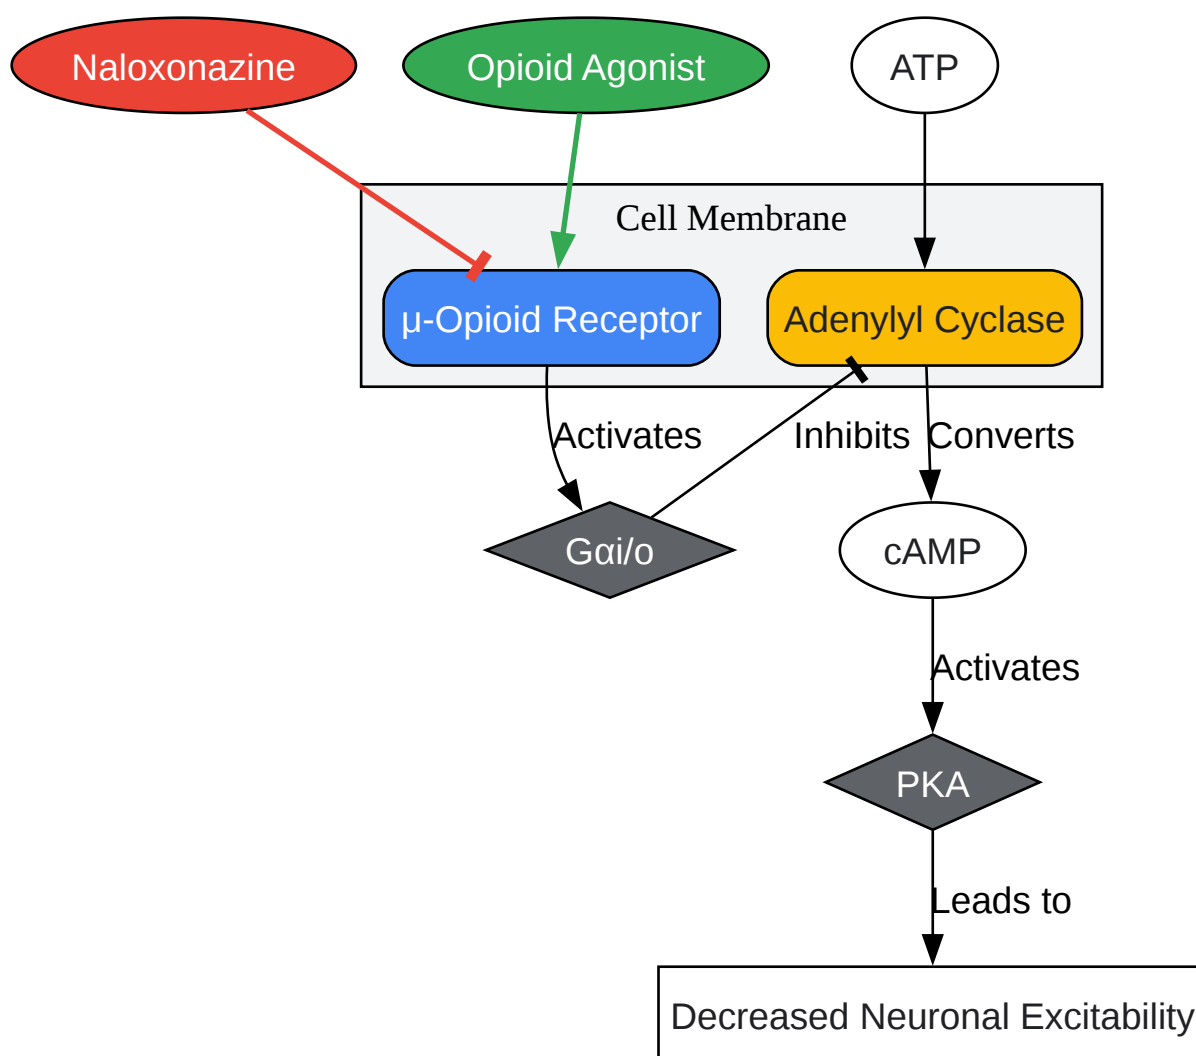 Naloxonazine
Opioid Agonist
ATP
Cell Membrane
μ-Opioid Receptor
Adenylyl Cyclase
Activates
Inhibits
Converts
Gαi/o
cAMP
Activates
PKA
Leads to
Decreased Neuronal Excitability